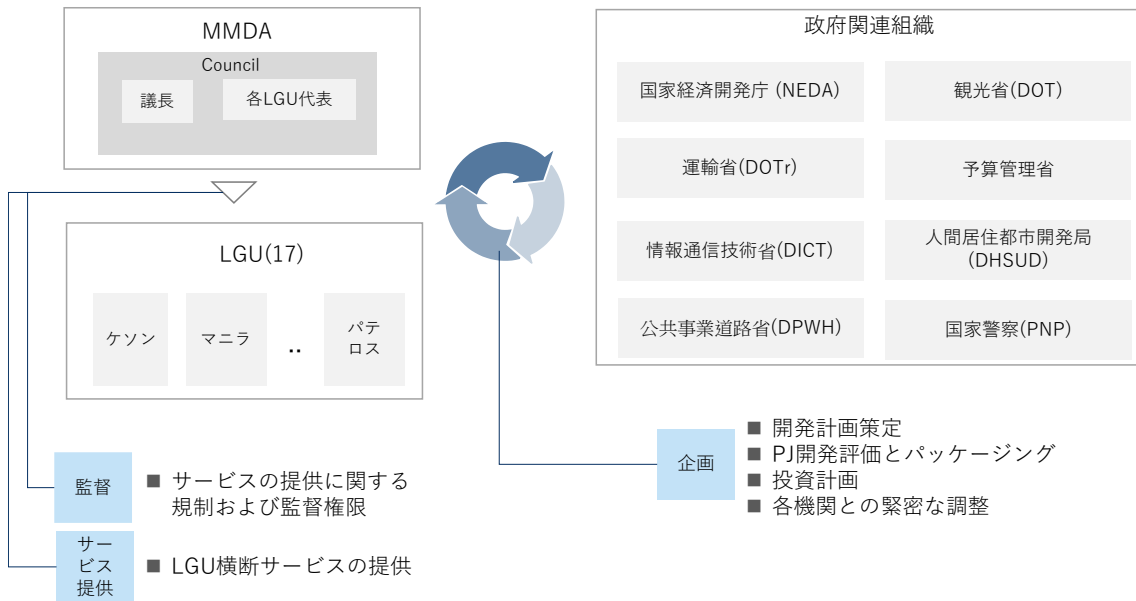 MMDA
Council
議長
各LGU代表
LGU(17)
ケソン
マニラ
..
パテ
ロス
監督
■ サービスの提供に関する
規制および監督権限
サー
ビス
提供
■ LGU横断サービスの提供
政府関連組織
国家経済開発庁 (NEDA)
観光省(DOT)
運輸省(DOTr)
予算管理省
情報通信技術省(DICT)
人間居住都市開発局
(DHSUD)
公共事業道路省(DPWH)
国家警察(PNP)
企画
■ 開発計画策定
■ PJ開発評価とパッケージング
■ 投資計画
■ 各機関との緊密な調整